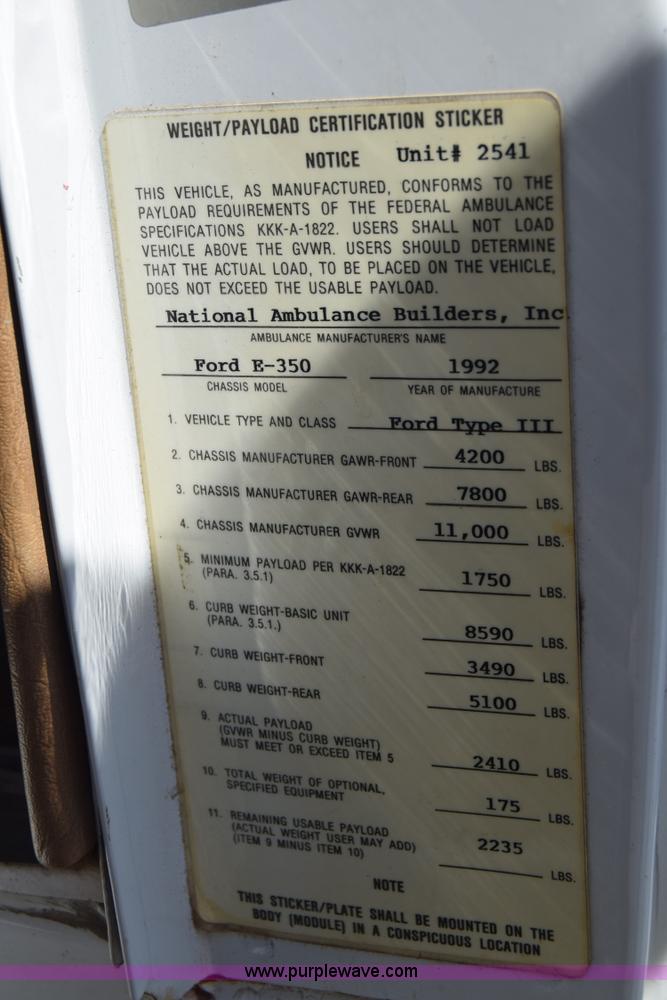 WEIGHT/PAYLOAD CERTIFICATION STICKER
NOTICE Unit# 2541
THIS VEHICLE, AS MANUFACTURED, CONFORMS TO THE
PAYLOAD REQUIREMENTS OF THE FEDERAL AMBULANCE
SPECIFICATIONS KKK-A-1822. USERS SHALL NOT LOAD
VEHICLE ABOVE THE GVWR. USERS SHOULD DETERMINE
THAT THE ACTUAL LOAD, TO BE PLACED ON THE VEHICLE,
DOES NOT EXCEED THE USABLE PAYLOAD.
National Ambulance Builders, Inc.
AMBULANCE MANUFACTURER'S NAME
Ford E-350 1992
CHASSIS MODEL YEAR OF MANUFACTURE
1. VEHICLE TYPE AND CLASS Ford Type III
2. CHASSIS MANUFACTURER GAWR-FRONT 4200 LBS.
3. CHASSIS MANUFACTURER GAWR-REAR 7800 LBS.
4. CHASSIS MANUFACTURER GVWR 11,000 LBS.
5. MINIMUM PAYLOAD PER KKK-A-1822
(PARA. 3.5.1) 1750 LBS.
6. CURB WEIGHT-BASIC UNIT
(PARA. 3.5.1.) 8590 LBS.
7. CURB WEIGHT-FRONT 3490 LBS.
8. CURB WEIGHT-REAR 5100 LBS.
9. ACTUAL PAYLOAD
(GVWR MINUS CURB WEIGHT)
MUST MEET OR EXCEED ITEM 5 2410 LBS.
10. TOTAL WEIGHT OF OPTIONAL,
SPECIFIED EQUIPMENT 175 LBS.
11. REMAINING USABLE PAYLOAD
(ACTUAL WEIGHT USER MAY ADD) 2235
(ITEM 9 MINUS ITEM 10) LBS.
NOTE
THIS STICKER/PLATE SHALL BE MOUNTED ON THE
BODY (MODULE) IN A CONSPICUOUS LOCATION
www.purplewave.com